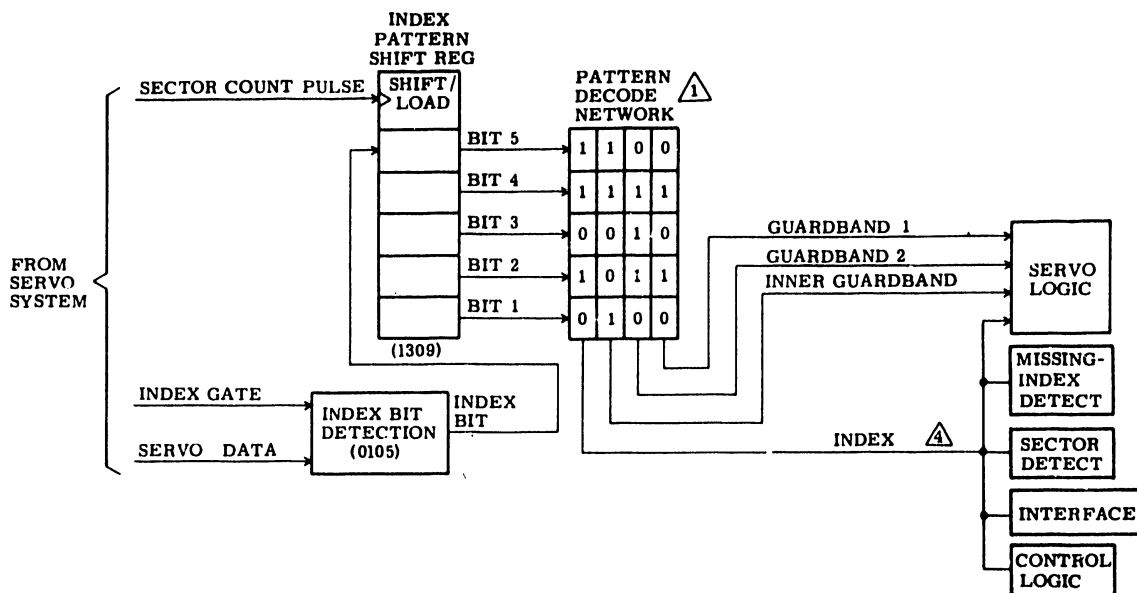 INDEX
PATTERN
SHIFT REG
SECTOR COUNT PULSE
SHIFT/
LOAD
PATTERN
DECODE
NETWORK
1
BIT 5
1 1 0 0
BIT 4
1 1 1 1
BIT 3
0 0 1 0
BIT 2
1 0 1 1
BIT 1
0 1 0 0
(1309)
FROM
SERVO
SYSTEM
GUARDBAND 1
GUARDBAND 2
INNER GUARDBAND
SERVO
LOGIC
INDEX GATE
SERVO DATA
INDEX BIT
DETECTION
(0105)
INDEX
BIT
INDEX
4
MISSING-
INDEX
DETECT
SECTOR
DETECT
INTERFACE
CONTROL
LOGIC